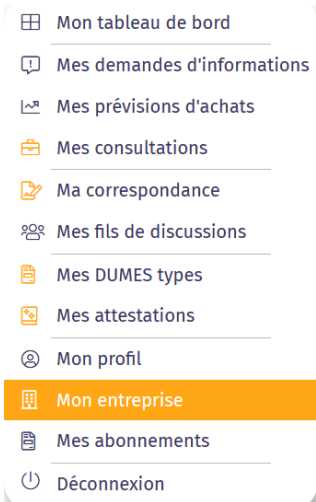 Mon tableau de bord
Mes demandes d'informations
Mes prévisions d'achats
Mes consultations
Ma correspondance
Mes fils de discussions
Mes DUMES types
Mes attestations
Mon profil
Mon entreprise
Mes abonnements
Déconnexion